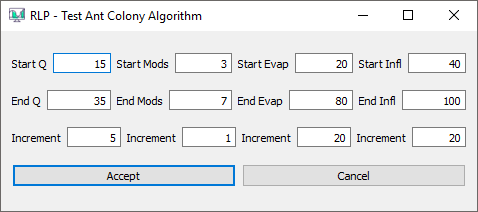 RLP - Test Ant Colony Algorithm
Start Q 15 Start Mods 3 Start Evap 20 Start Infl 40
End Q 35 End Mods 7 End Evap 80 End Infl 100
Increment 5 Increment 1 Increment 20 Increment 20
Accept Cancel